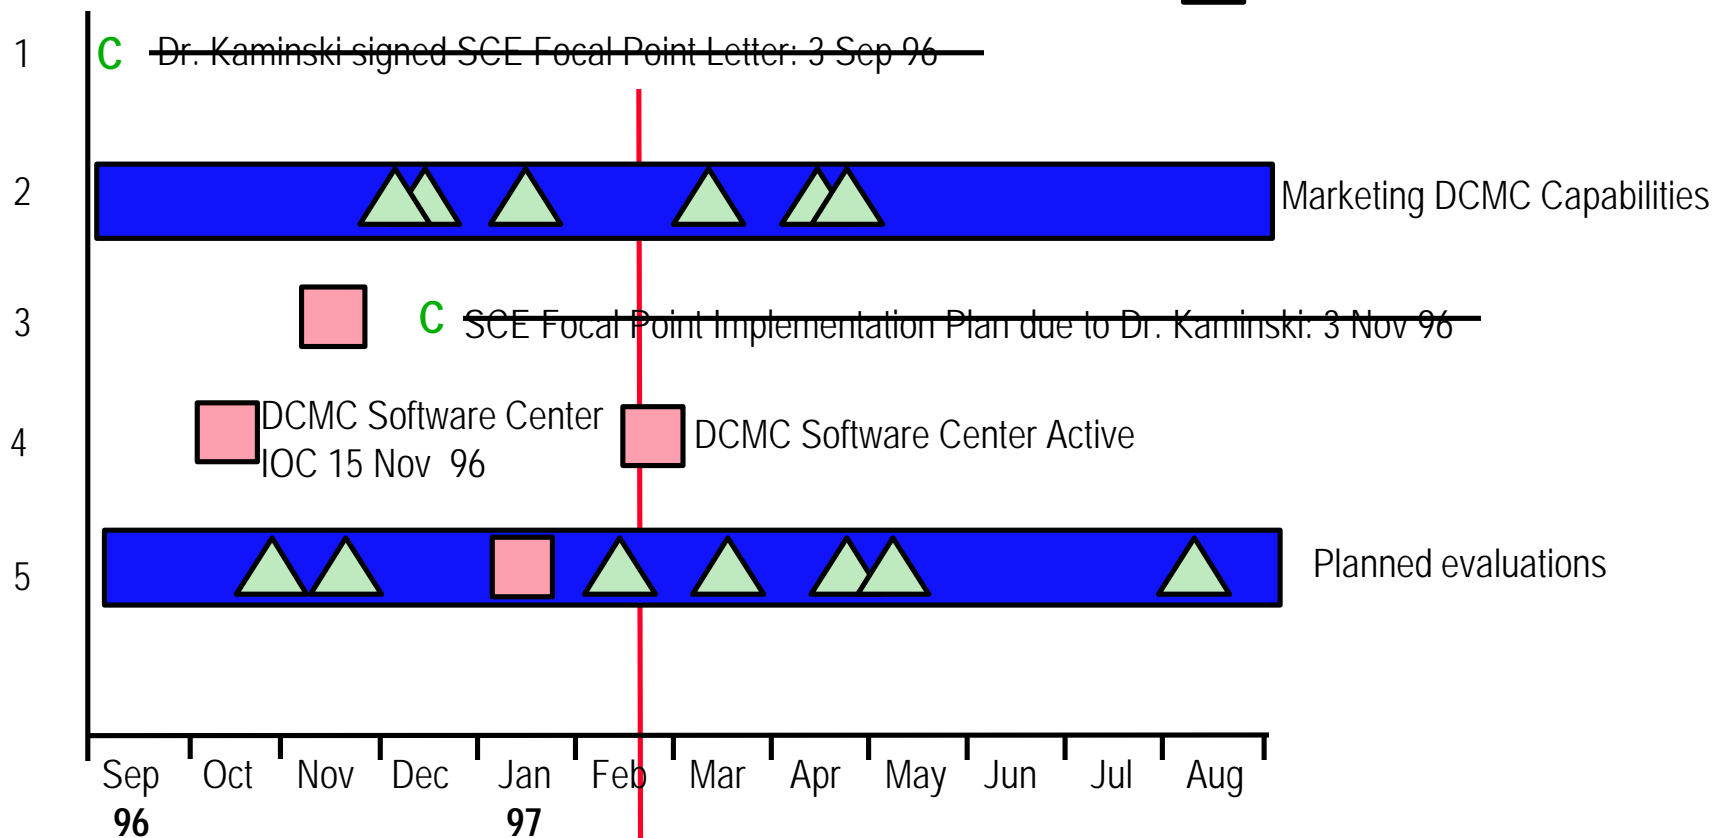 1 C Dr. Kaminski signed SCE Focal Point Letter: 3 Sep 96
2 Marketing DCMC Capabilities
3 C SCE Focal Point Implementation Plan due to Dr. Kaminski: 3 Nov 96
4 DCMC Software Center
IOC 15 Nov 96
DCMC Software Center Active
5 Planned evaluations
Sep Oct Nov Dec Jan Feb Mar Apr May Jun Jul Aug
96 97